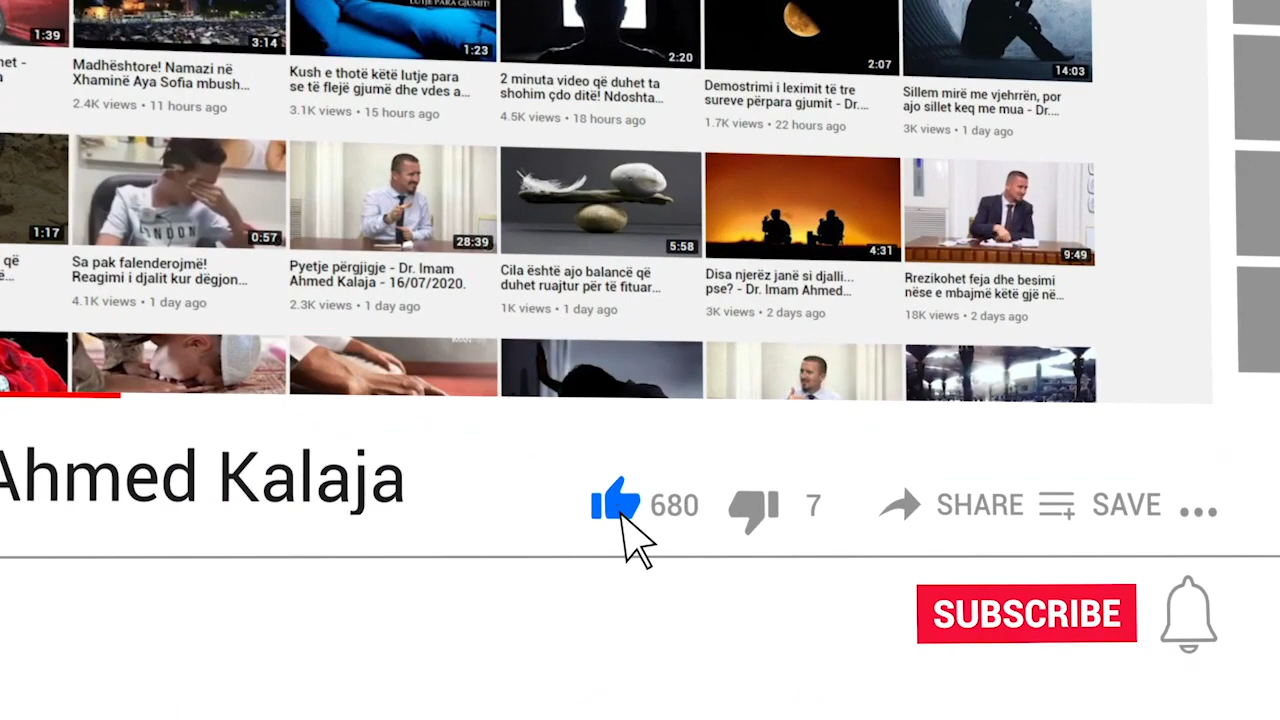 LUTJE PARA GJUMIT!
1:39
3:14
1:23
2:20
2:07
14:03
Madhështore! Namazi në
Xhaminë Aya Sofia mbush...
2.4K views • 11 hours ago
Kush e thotë këtë lutje para
se të flejë gjumë dhe vdes a...
3.1K views • 15 hours ago
2 minuta video që duhet ta
shohim çdo ditë! Ndoshta...
4.5K views • 18 hours ago
Demostrimi i leximit të tre
sureve përpara gjumit - Dr....
1.7K views • 22 hours ago
Sillem mirë me vjehrrën, por
ajo sillet keq me mua - Dr....
3K views • 1 day ago
1:17
LONDON
0:57
28:39
5:58
4:31
9:49
që
Sa pak falenderojmë!
Reagimi i djalit kur dëgjon...
4.1K views • 1 day ago
Pyetje përgjigje - Dr. Imam
Ahmed Kalaja - 16/07/2020.
2.3K views • 1 day ago
Cila është ajo balancë që
duhet ruajtur për të fituar...
1K views • 1 day ago
Disa njerëz janë si djalli...
pse? - Dr. Imam Ahmed...
3K views • 2 days ago
Rrezikohet feja dhe besimi
nëse e mbajmë këtë gjë në...
18K views • 2 days ago
Ahmed Kalaja
680
7
SHARE
SAVE
SUBSCRIBE